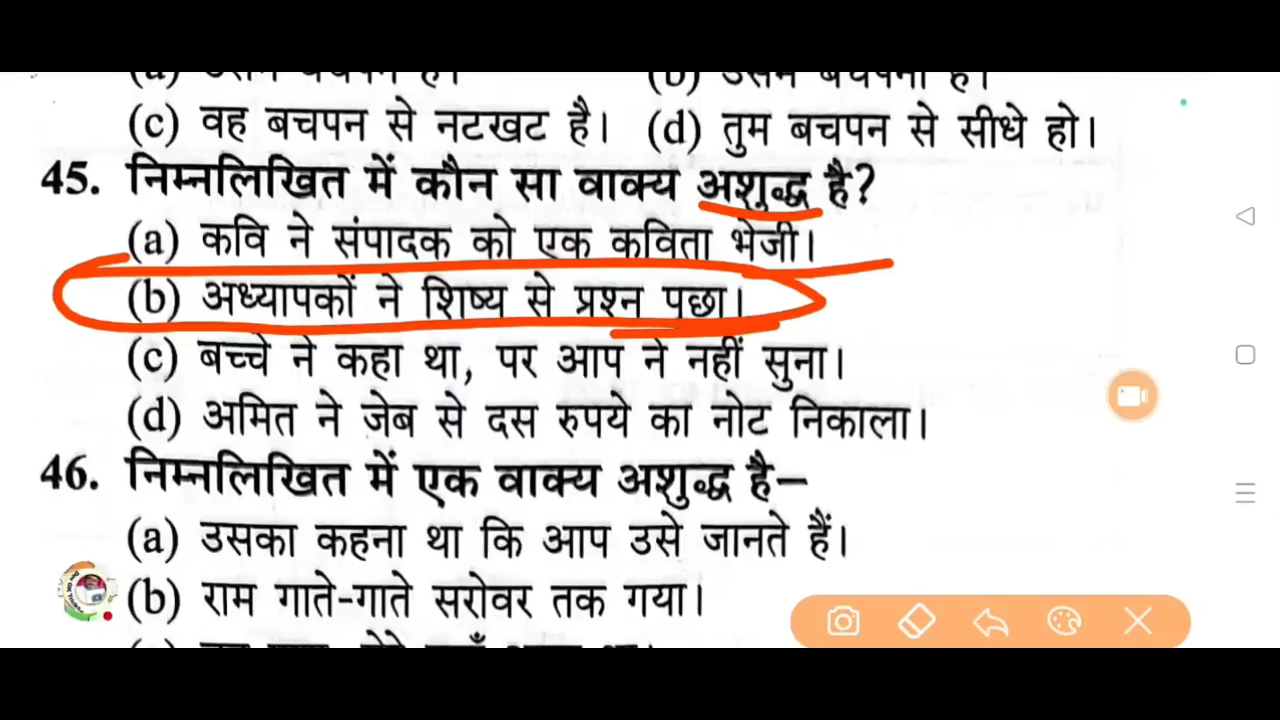 (c) वह बचपन से नटखट है। (d) तुम बचपन से सीधे हो।
45. निम्नलिखित में कौन सा वाक्य अशुद्ध है?
(a) कवि ने संपादक को एक कविता भेजी।
(b) अध्यापकों ने शिष्य से प्रश्न पूछा।
(c) बच्चे ने कहा था, पर आप ने नहीं सुना।
(d) अमित ने जेब से दस रुपये का नोट निकाला।
46. निम्नलिखित में एक वाक्य अशुद्ध है–
(a) उसका कहना था कि आप उसे जानते हैं।
(b) राम गाते-गाते सरोवर तक गया।